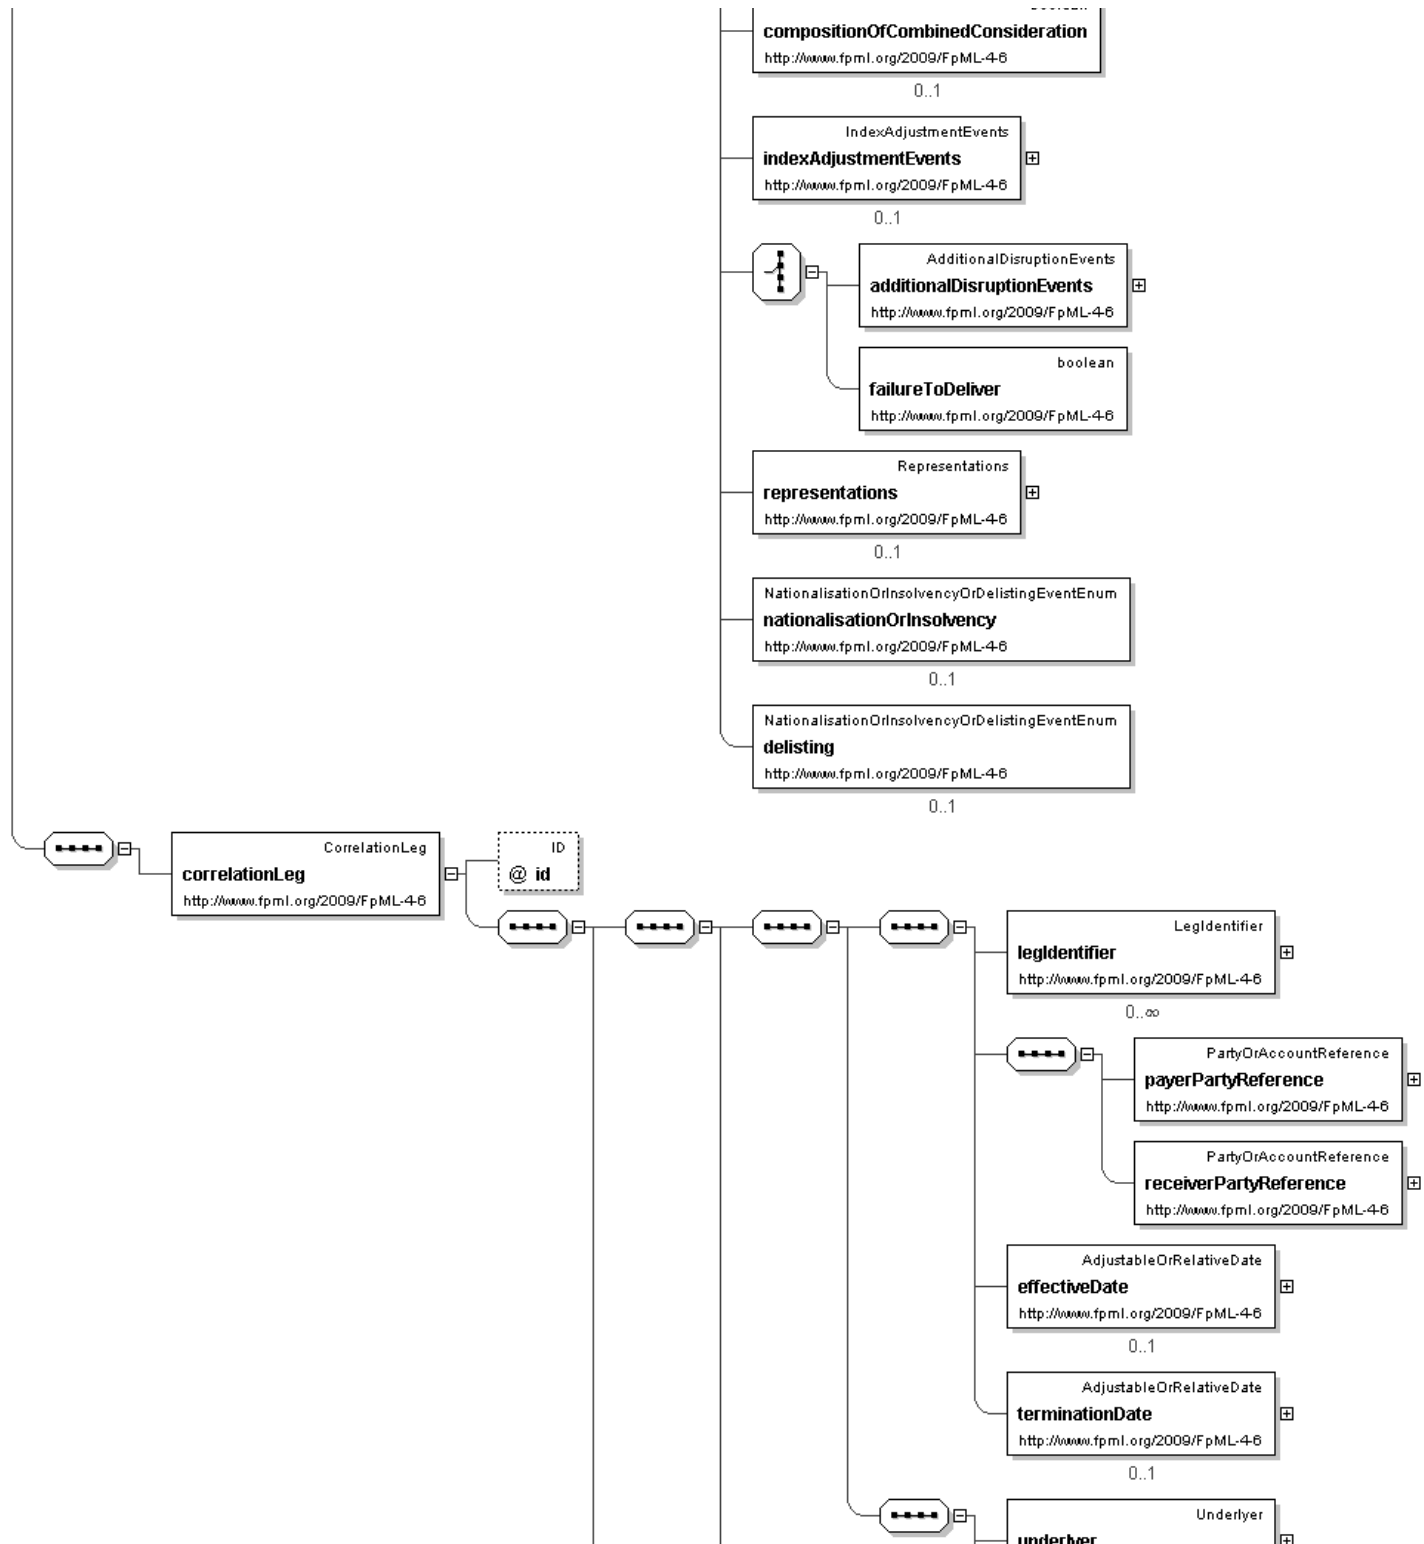 compositionOfCombinedConsideration
http://www.fpml.org/2009/FpML-4-6
0..1
IndexAdjustmentEvents
indexAdjustmentEvents
http://www.fpml.org/2009/FpML-4-6
0..1
AdditionalDisruptionEvents
additionalDisruptionEvents
http://www.fpml.org/2009/FpML-4-6
boolean
failureToDeliver
http://www.fpml.org/2009/FpML-4-6
Representations
representations
http://www.fpml.org/2009/FpML-4-6
0..1
NationalisationOrInsolvencyOrDelistingEventEnum
nationalisationOrInsolvency
http://www.fpml.org/2009/FpML-4-6
0..1
NationalisationOrInsolvencyOrDelistingEventEnum
delisting
http://www.fpml.org/2009/FpML-4-6
0..1
CorrelationLeg
correlationLeg
http://www.fpml.org/2009/FpML-4-6
ID
@ id
LegIdentifier
legIdentifier
http://www.fpml.org/2009/FpML-4-6
0..∞
PartyOrAccountReference
payerPartyReference
http://www.fpml.org/2009/FpML-4-6
PartyOrAccountReference
receiverPartyReference
http://www.fpml.org/2009/FpML-4-6
AdjustableOrRelativeDate
effectiveDate
http://www.fpml.org/2009/FpML-4-6
0..1
AdjustableOrRelativeDate
terminationDate
http://www.fpml.org/2009/FpML-4-6
0..1
Underlyer
underlyer